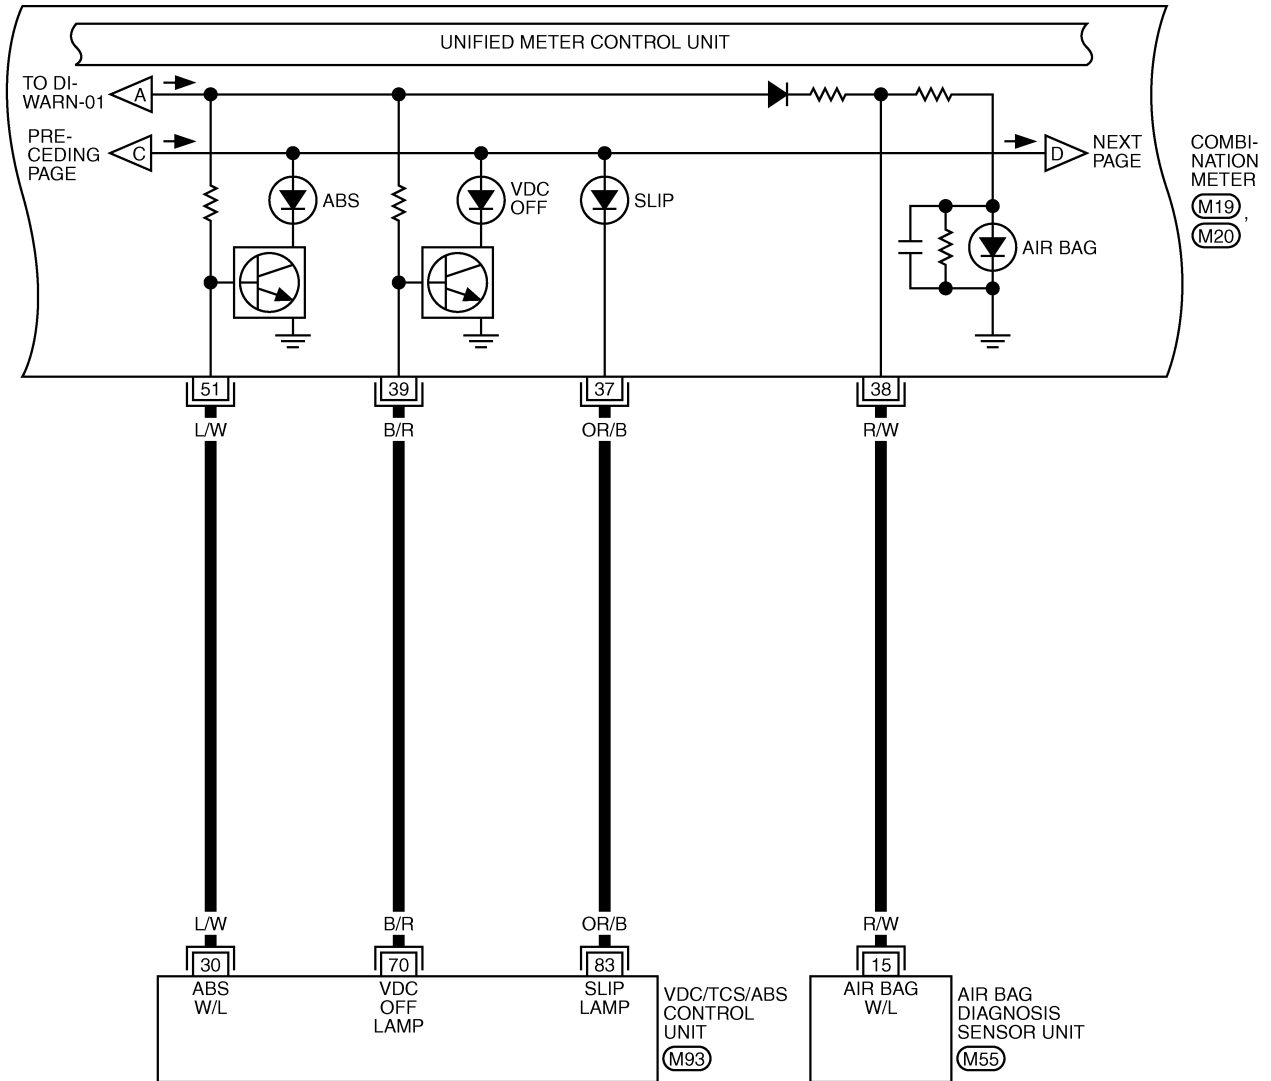 UNIFIED METER CONTROL UNIT
TO DI-
WARN-01
A
PRE-
CEDING
PAGE
C
D
NEXT
PAGE
COMBI-
NATION
METER
M19 ,
M20
ABS
VDC
OFF
SLIP
AIR BAG
51
39
37
38
L/W
B/R
OR/B
R/W
L/W
B/R
OR/B
R/W
30
70
83
15
ABS
W/L
VDC
OFF
LAMP
SLIP
LAMP
VDC/TCS/ABS
CONTROL
UNIT
M93
AIR BAG
W/L
AIR BAG
DIAGNOSIS
SENSOR UNIT
M55